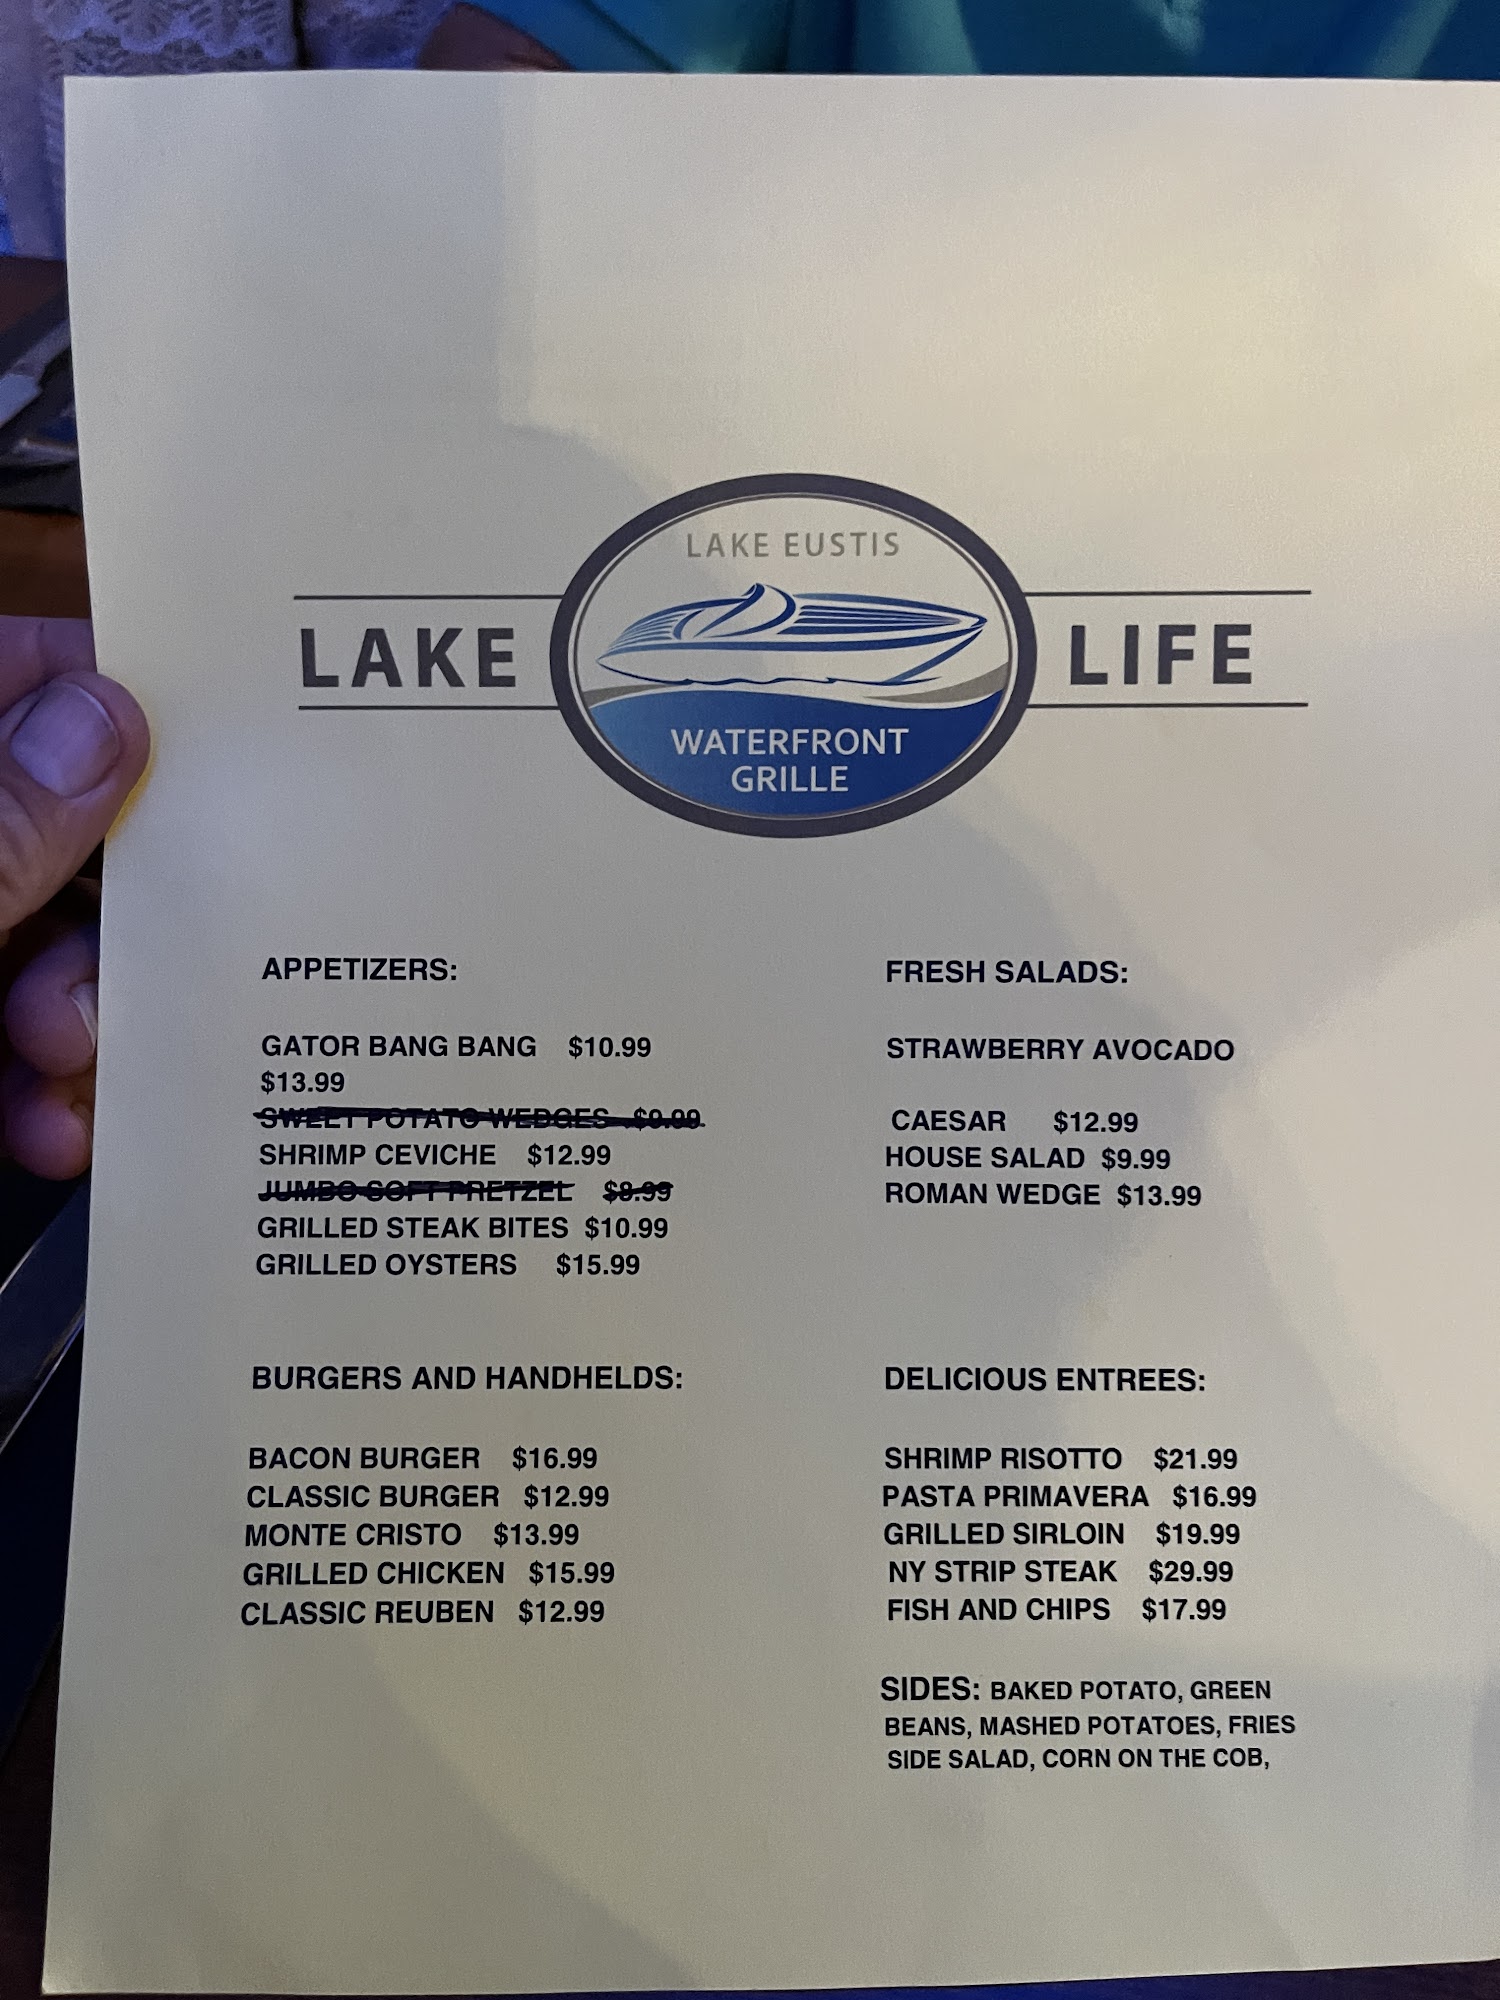 LAKE EUSTIS
LAKE LIFE
WATERFRONT
GRILLE
APPETIZERS:
GATOR BANG BANG $10.99
$13.99
SWEET POTATO WEDGES $9.99
SHRIMP CEVICHE $12.99
JUMBO SOFT PRETZEL $8.99
GRILLED STEAK BITES $10.99
GRILLED OYSTERS $15.99
FRESH SALADS:
STRAWBERRY AVOCADO
CAESAR $12.99
HOUSE SALAD $9.99
ROMAN WEDGE $13.99
BURGERS AND HANDHELDS:
BACON BURGER $16.99
CLASSIC BURGER $12.99
MONTE CRISTO $13.99
GRILLED CHICKEN $15.99
CLASSIC REUBEN $12.99
DELICIOUS ENTREES:
SHRIMP RISOTTO $21.99
PASTA PRIMAVERA $16.99
GRILLED SIRLOIN $19.99
NY STRIP STEAK $29.99
FISH AND CHIPS $17.99
SIDES: BAKED POTATO, GREEN
BEANS, MASHED POTATOES, FRIES
SIDE SALAD, CORN ON THE COB,